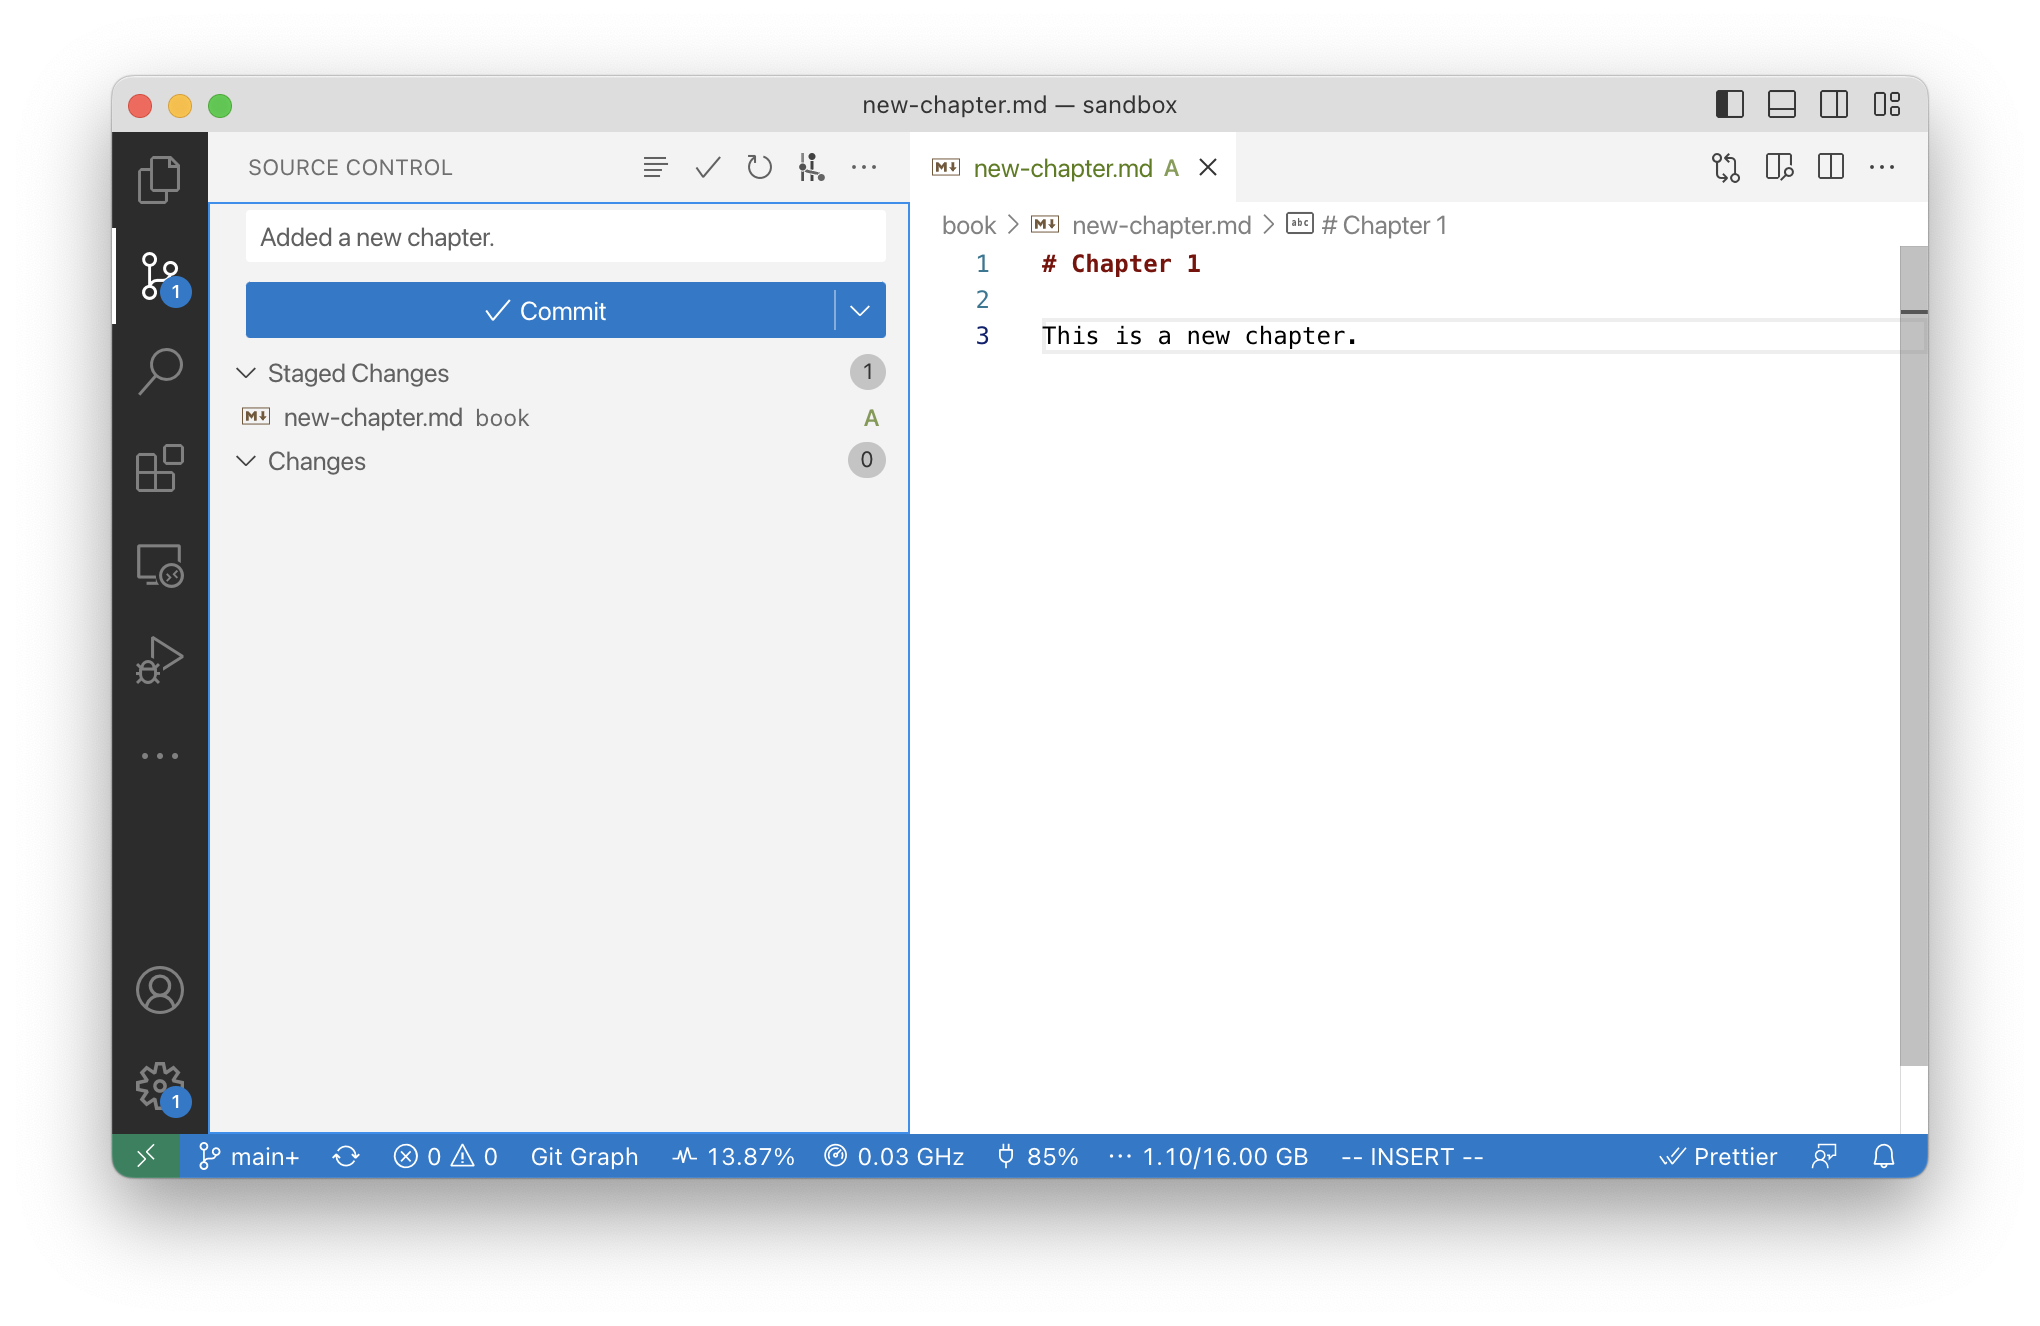 new-chapter.md — sandbox
SOURCE CONTROL
Added a new chapter.
Commit
Staged Changes 1
new-chapter.md book A
Changes 0
1
1
new-chapter.md A
book > new-chapter.md > abc # Chapter 1
1 # Chapter 1
2
3 This is a new chapter.
main+ 0 0 Git Graph 13.87% 0.03 GHz 85% ··· 1.10/16.00 GB -- INSERT -- Prettier